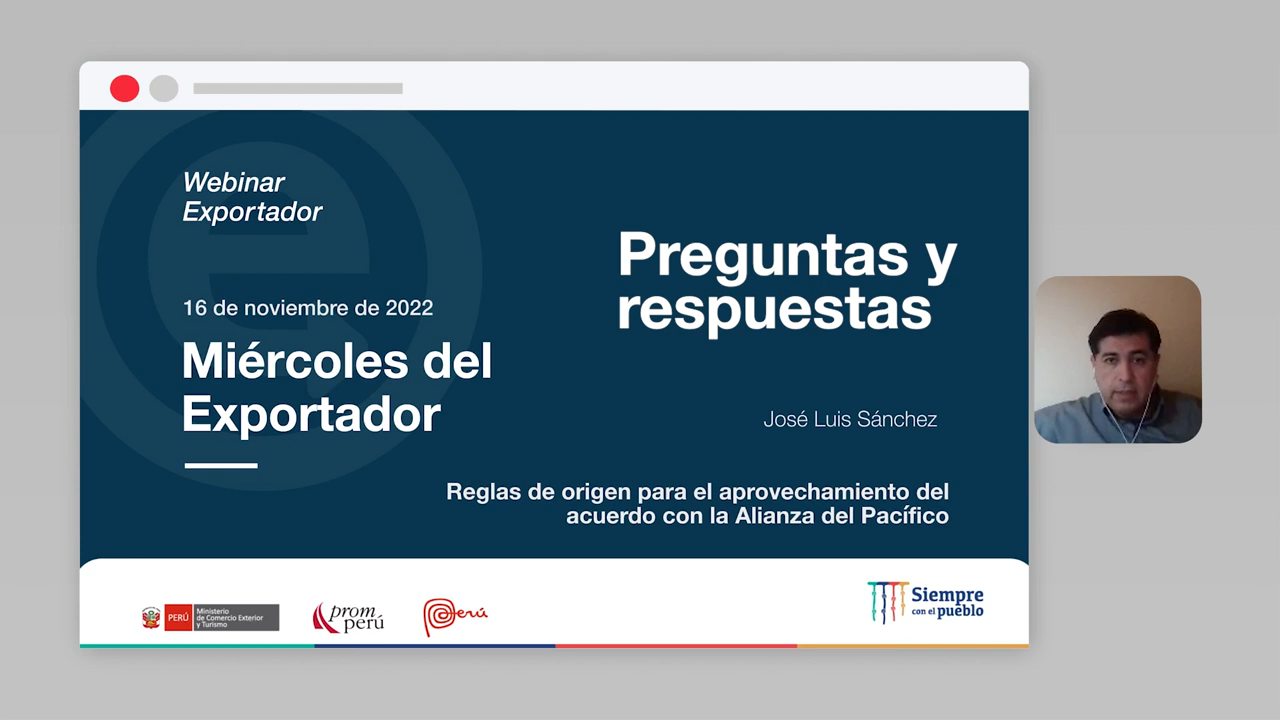 Webinar
Exportador
16 de noviembre de 2022
Miércoles del
Exportador
Preguntas y
respuestas
José Luis Sánchez
Reglas de origen para el aprovechamiento del
acuerdo con la Alianza del Pacífico
PERÚ
Ministerio
de Comercio Exterior
y Turismo
prom
perú
Perú
Siempre
con el pueblo